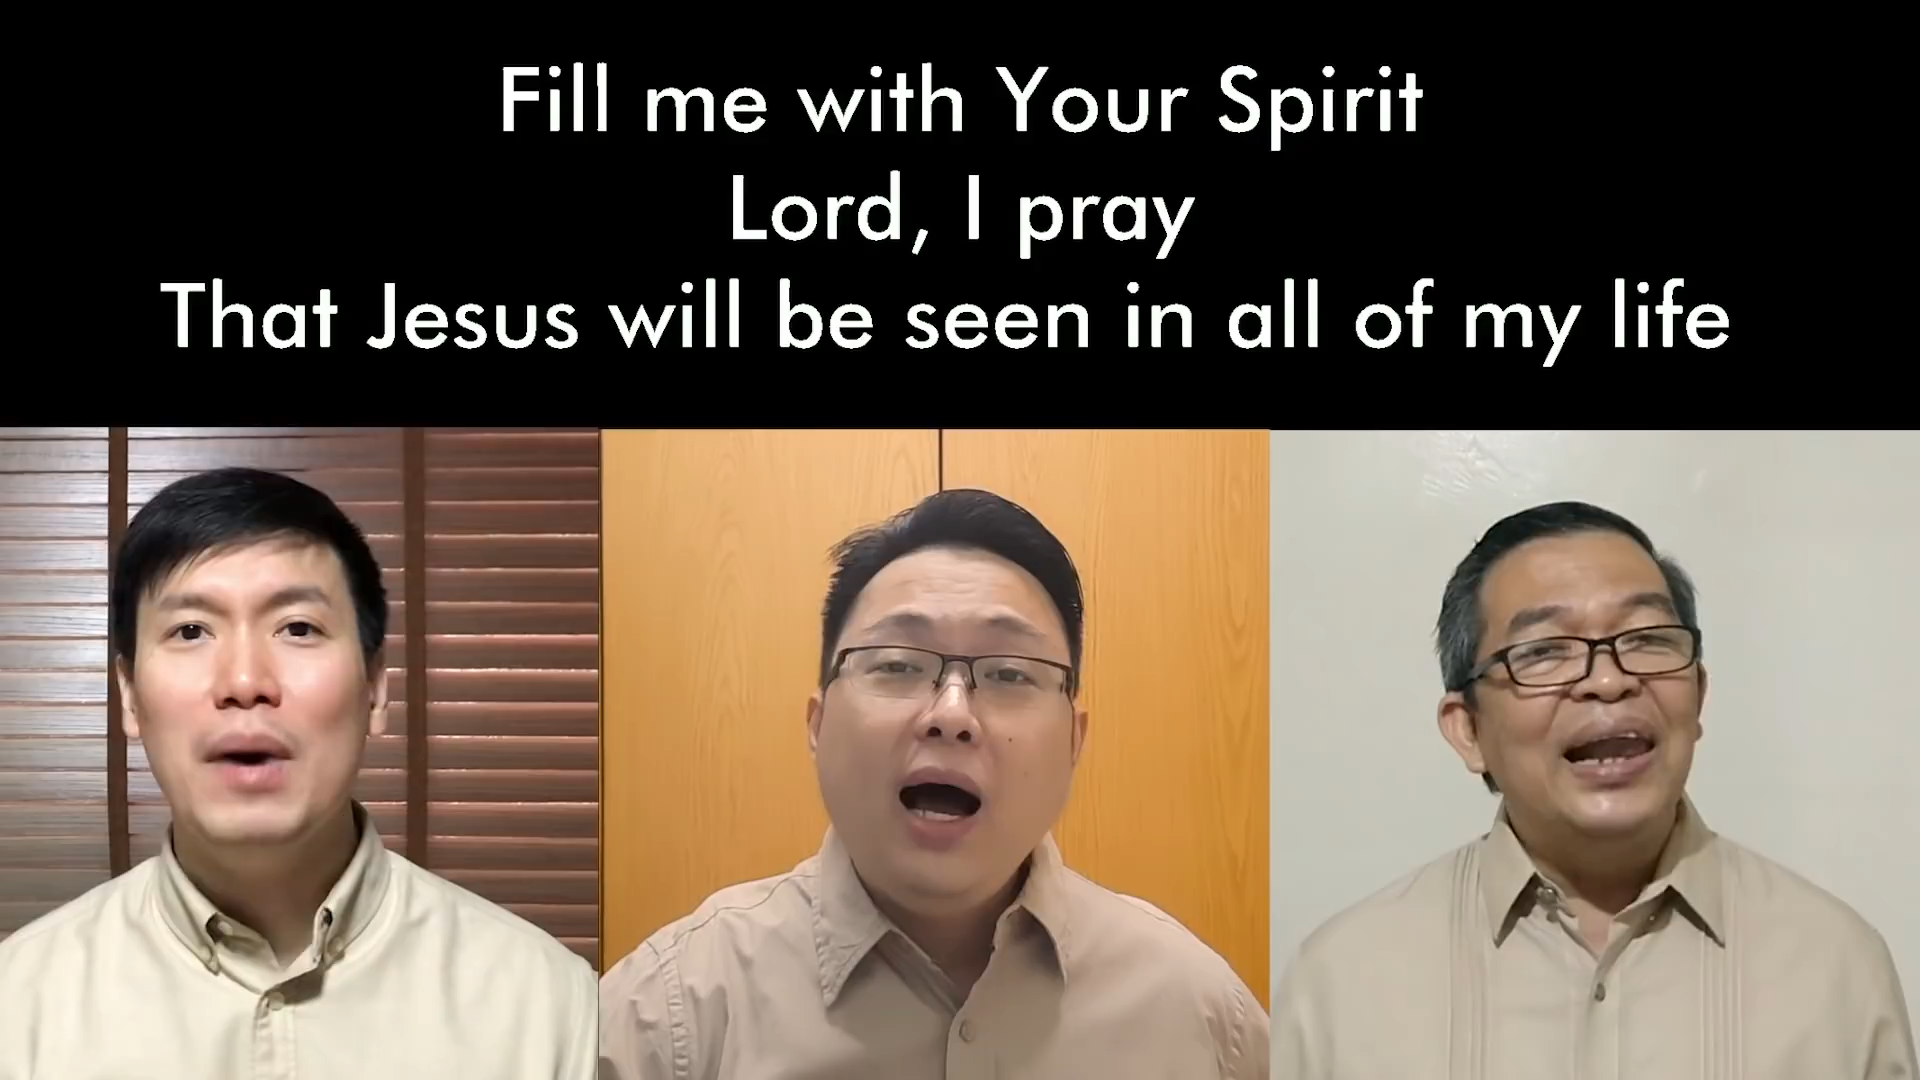 Fill me with Your Spirit
Lord, I pray
That Jesus will be seen in all of my life